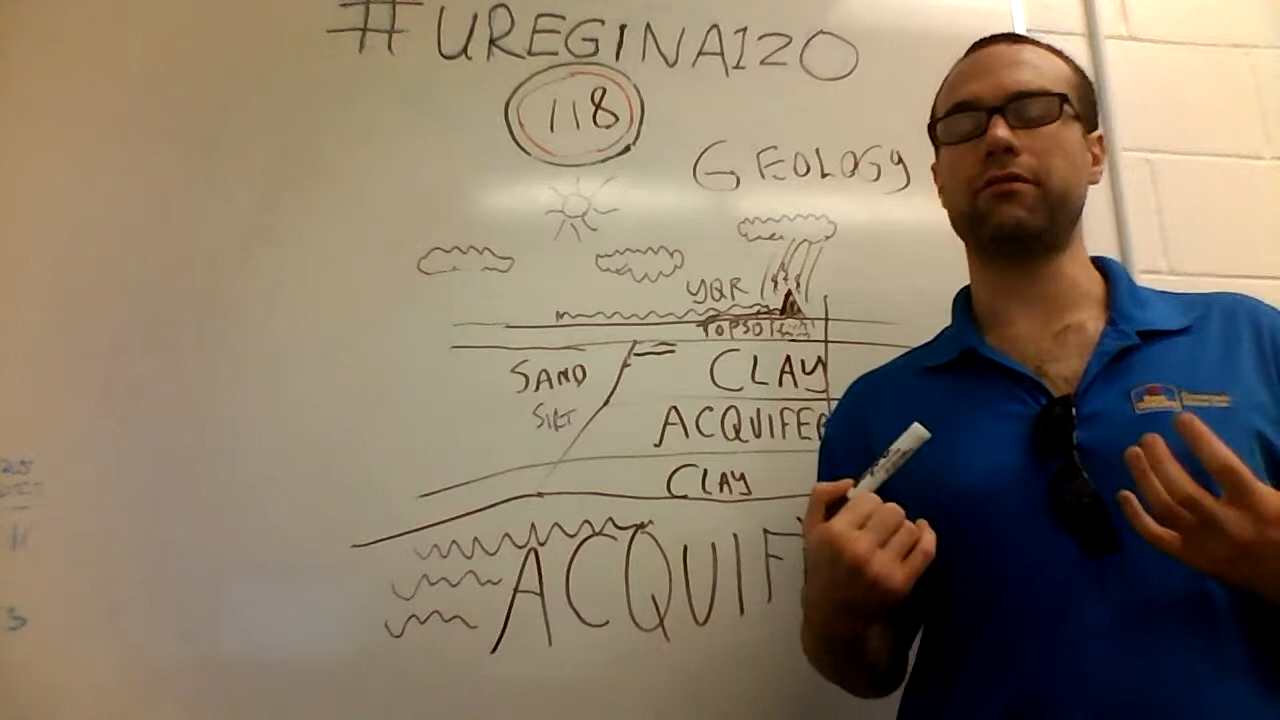 #UREGINA120
118
GEOLOGY
YQR
TOPSOIL
SAND
CLAY
SILT
ACQUIFER
CLAY
ACQUIF